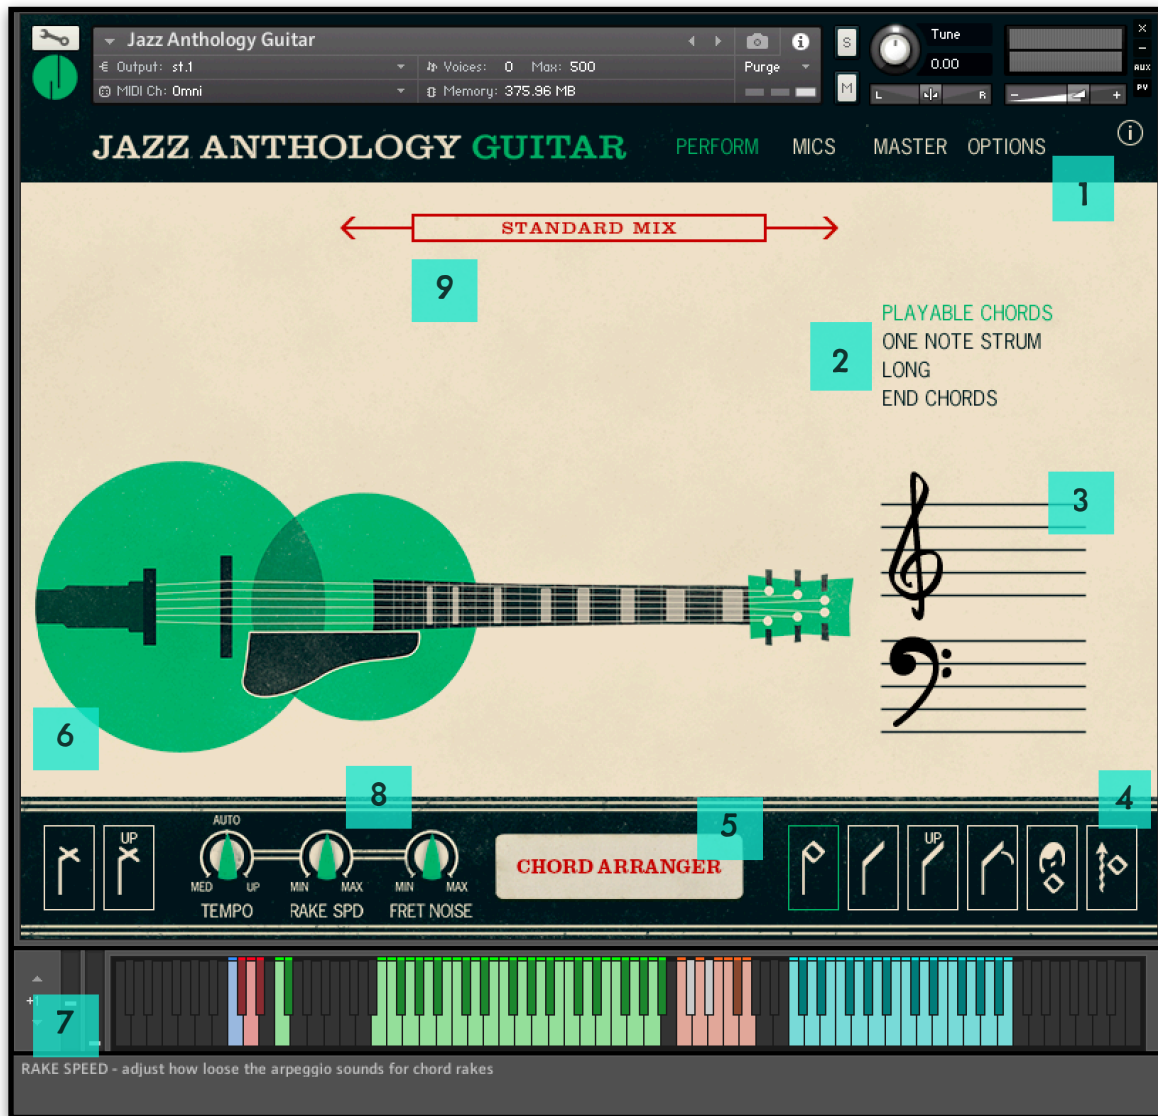 Jazz Anthology Guitar
Output: st.1
Voices: 0 Max: 500
Purge
MIDI Ch: Omni
Memory: 375.96 MB
S
M
Tune
0.00
L
R
-
+
×
-
AUX
PV
JAZZ ANTHOLOGY GUITAR
PERFORM
MICS
MASTER
OPTIONS
i
1
STANDARD MIX
9
PLAYABLE CHORDS
ONE NOTE STRUM
LONG
END CHORDS
2
3
6
8
5
4
UP
AUTO
MED
UP
TEMPO
MIN
MAX
RAKE SPD
MIN
MAX
FRET NOISE
CHORD ARRANGER
UP
7
RAKE SPEED - adjust how loose the arpeggio sounds for chord rakes